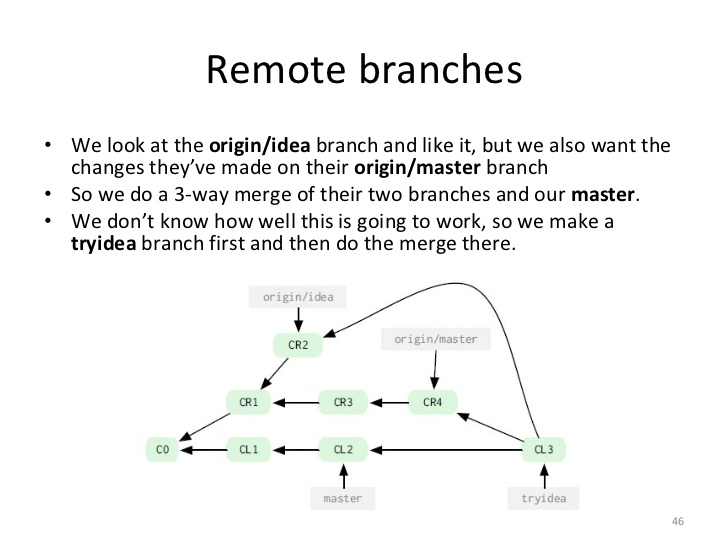 Remote branches
• We look at the origin/idea branch and like it, but we also want the
changes they’ve made on their origin/master branch
• So we do a 3-way merge of their two branches and our master.
• We don’t know how well this is going to work, so we make a
tryidea branch first and then do the merge there.
origin/idea
origin/master
CR2
CR1 CR3 CR4
C0 CL1 CL2 CL3
master tryidea
46